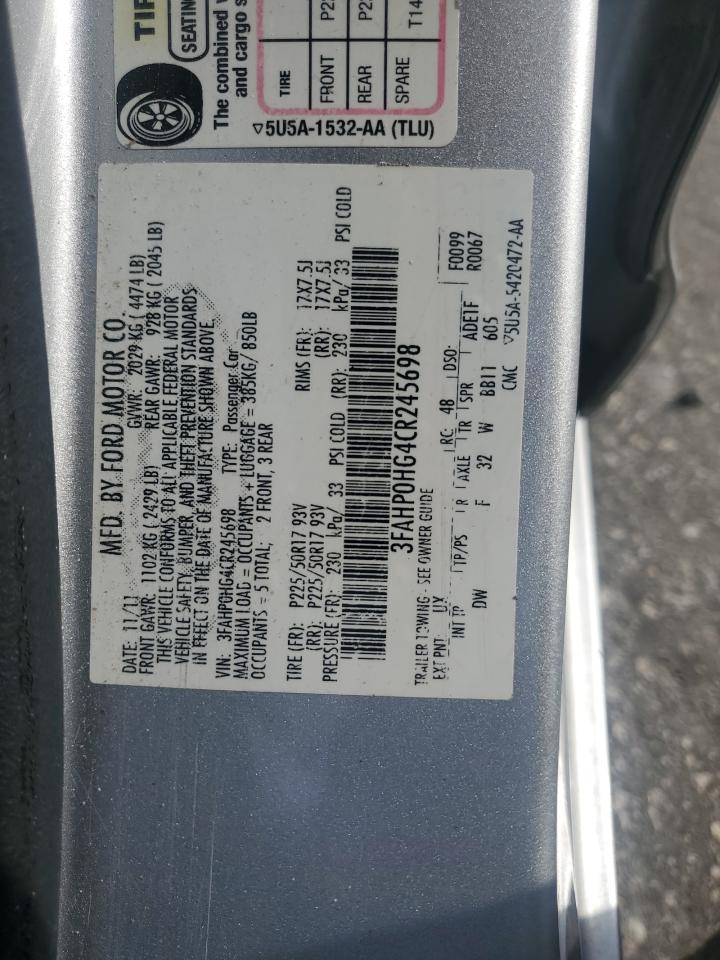 TIR
SEATING
The combined w
and cargo s
TIRE
FRONT P22
REAR P22
SPARE T14
▽5U5A-1532-AA (TLU)
MFD. BY FORD MOTOR CO.
DATE: 11/11 GVWR: 2029 KG ( 4474 LB)
FRONT GAWR: 1102 KG ( 2429 LB) REAR GAWR: 928 KG ( 2045 LB)
THIS VEHICLE CONFORMS TO ALL APPLICABLE FEDERAL MOTOR
VEHICLE SAFETY, BUMPER, AND THEFT PREVENTION STANDARDS
IN EFFECT ON THE DATE OF MANUFACTURE SHOWN ABOVE.
VIN: 3FAHP0HG4CR245698 TYPE: Passenger Car
MAXIMUM LOAD = OCCUPANTS + LUGGAGE = 385KG/ 850LB
OCCUPANTS = 5 TOTAL, 2 FRONT, 3 REAR
TIRE (FR): P225/50R17 93V RIMS (FR): 17X7.5J
(RR): P225/50R17 93V (RR): 17X7.5J
PRESSURE (FR): 230 kPa/ 33 PSI COLD (RR): 230 kPa/ 33 PSI COLD
3FAHP0HG4CR245698
TRAILER TOWING - SEE OWNER GUIDE F0099
EXT PNT: UX RC: 48 DSO: R0067
INT TR TP/PS R AXLE TR SPR ADE1F
DW F 32 W BB11 605
CMC ▽5U5A-5420472-AA